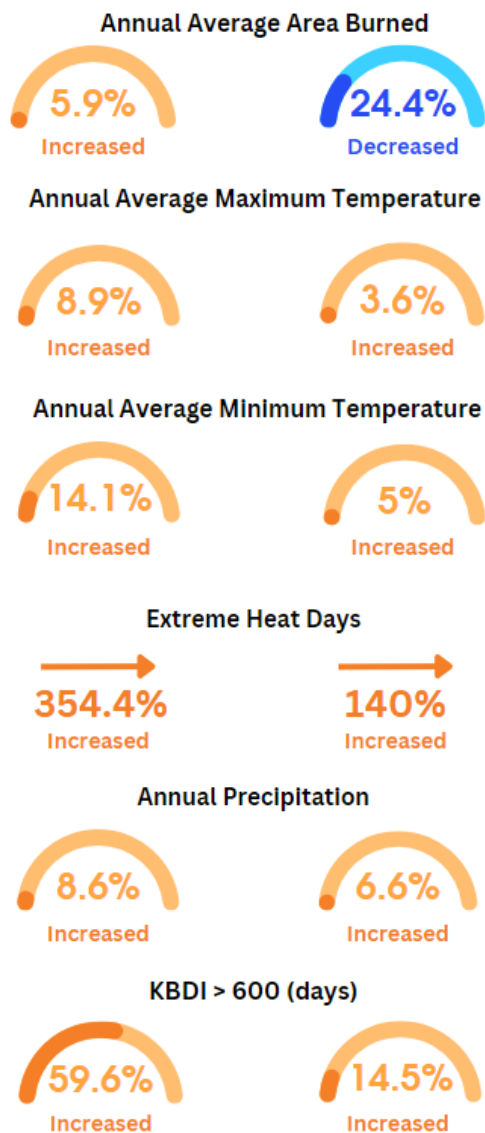 Annual Average Area Burned
5.9% 24.4%
Increased Decreased
Annual Average Maximum Temperature
8.9% 3.6%
Increased Increased
Annual Average Minimum Temperature
14.1% 5%
Increased Increased
Extreme Heat Days
354.4% 140%
Increased Increased
Annual Precipitation
8.6% 6.6%
Increased Increased
KBDI > 600 (days)
59.6% 14.5%
Increased Increased